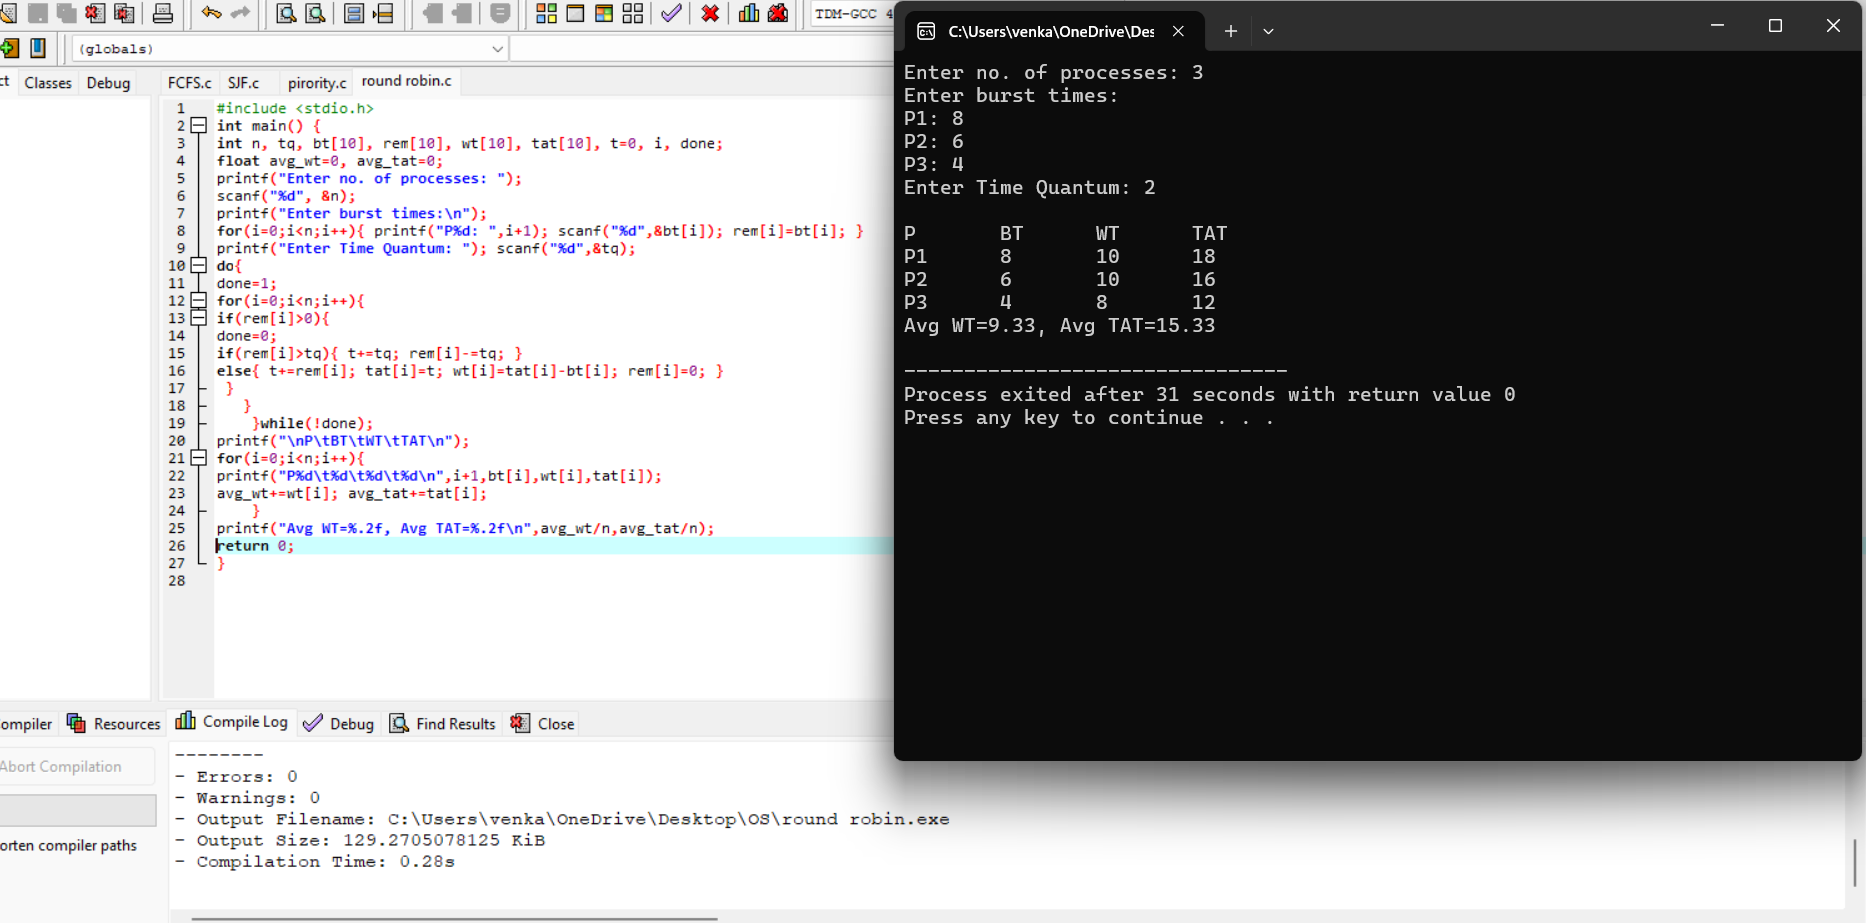 TDM-GCC 4
(globals)
Classes Debug
FCFS.c SJF.c pirority.c round robin.c
1 #include <stdio.h>
2 int main() {
3 int n, tq, bt[10], rem[10], wt[10], tat[10], t=0, i, done;
4 float avg_wt=0, avg_tat=0;
5 printf("Enter no. of processes: ");
6 scanf("%d", &n);
7 printf("Enter burst times:\n");
8 for(i=0;i<n;i++){ printf("P%d: ",i+1); scanf("%d",&bt[i]); rem[i]=bt[i]; }
9 printf("Enter Time Quantum: "); scanf("%d",&tq);
10 do{
11 done=1;
12 for(i=0;i<n;i++){
13 if(rem[i]>0){
14 done=0;
15 if(rem[i]>tq){ t+=tq; rem[i]-=tq; }
16 else{ t+=rem[i]; tat[i]=t; wt[i]=tat[i]-bt[i]; rem[i]=0; }
17 }
18 }
19 }while(!done);
20 printf("\nP\tBT\tWT\tTAT\n");
21 for(i=0;i<n;i++){
22 printf("P%d\t%d\t%d\t%d\n",i+1,bt[i],wt[i],tat[i]);
23 avg_wt+=wt[i]; avg_tat+=tat[i];
24 }
25 printf("Avg WT=%.2f, Avg TAT=%.2f\n",avg_wt/n,avg_tat/n);
26 return 0;
27 }
28
ompiler Resources Compile Log Debug Find Results Close
Abort Compilation
orten compiler paths
--------
- Errors: 0
- Warnings: 0
- Output Filename: C:\Users\venka\OneDrive\Desktop\OS\round robin.exe
- Output Size: 129.2705078125 KiB
- Compilation Time: 0.28s
C:\Users\venka\OneDrive\Des
Enter no. of processes: 3
Enter burst times:
P1: 8
P2: 6
P3: 4
Enter Time Quantum: 2
P BT WT TAT
P1 8 10 18
P2 6 10 16
P3 4 8 12
Avg WT=9.33, Avg TAT=15.33
--------------------------------
Process exited after 31 seconds with return value 0
Press any key to continue . . .